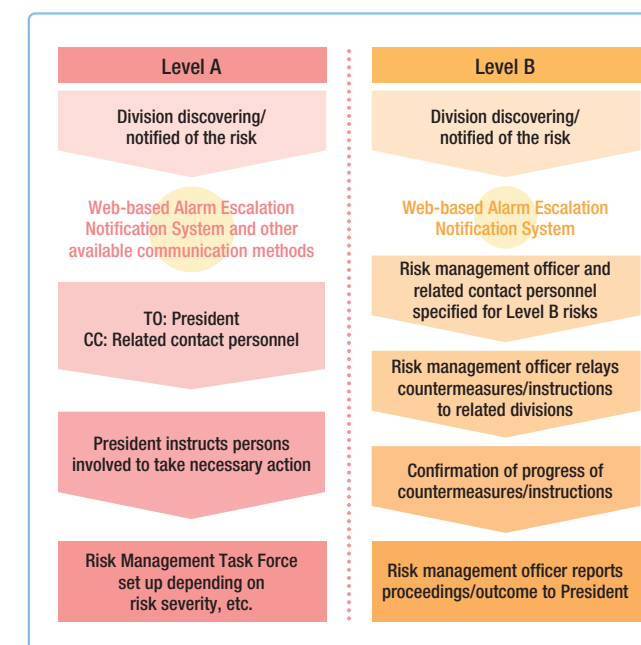 Level A
Division discovering/
notified of the risk
Web-based Alarm Escalation
Notification System and other
available communication methods
TO: President
CC: Related contact personnel
President instructs persons
involved to take necessary action
Risk Management Task Force
set up depending on
risk severity, etc.
Level B
Division discovering/
notified of the risk
Web-based Alarm Escalation
Notification System
Risk management officer and
related contact personnel
specified for Level B risks
Risk management officer relays
countermeasures/instructions
to related divisions
Confirmation of progress of
countermeasures/instructions
Risk management officer reports
proceedings/outcome to President